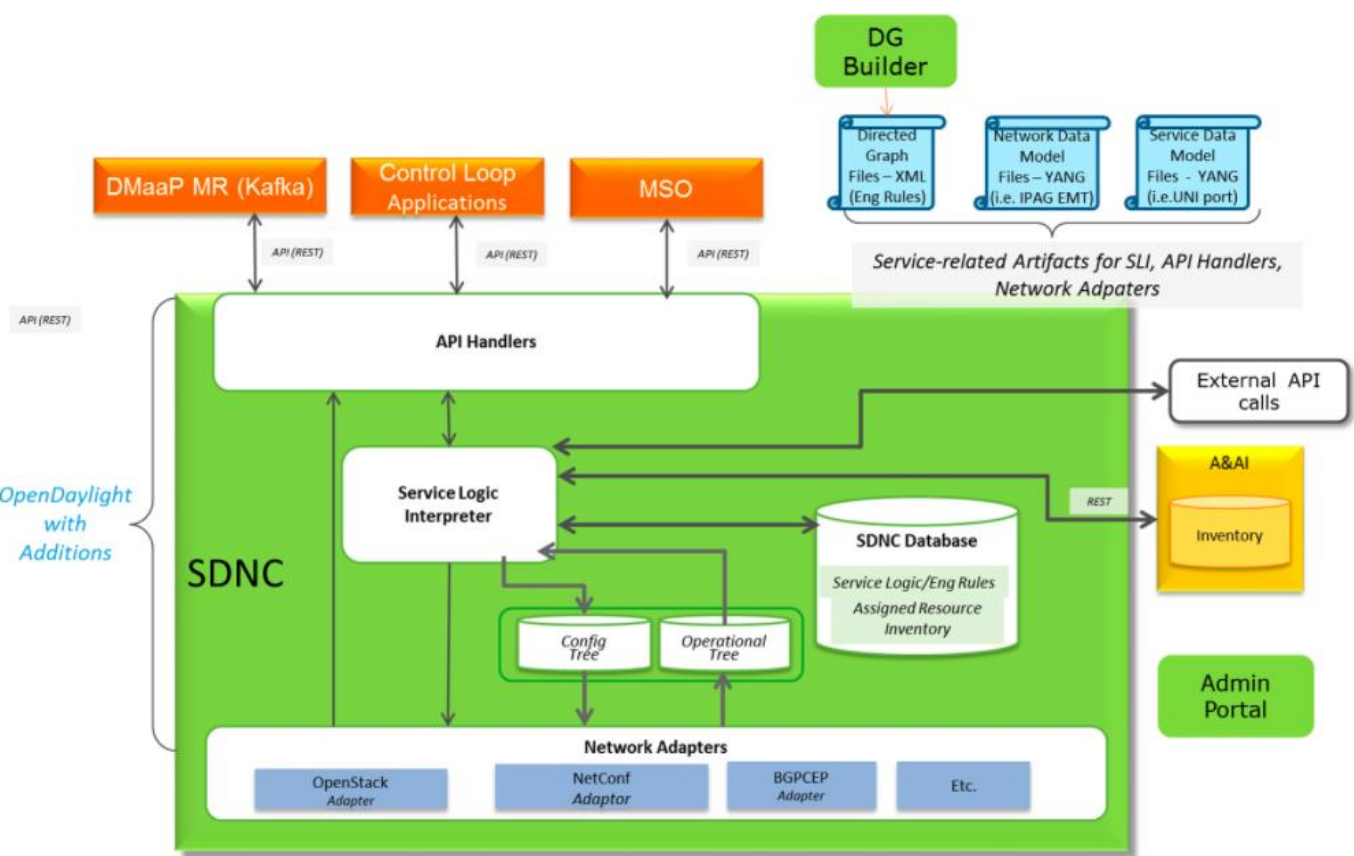 DG
Builder
Directed
Graph
Files – XML
(Eng Rules)
Network Data
Model
Files – YANG
(i.e. IPAG EMT)
Service Data
Model
Files - YANG
(i.e.UNI port)
DMaaP MR (Kafka)
Control Loop
Applications
MSO
API (REST)
API (REST)
API (REST)
Service-related Artifacts for SLI, API Handlers,
Network Adpaters
API (REST)
API Handlers
External API
calls
A&AI
Inventory
REST
Service Logic
Interpreter
OpenDaylight
with
Additions
SDNC
SDNC Database
Service Logic/Eng Rules
Assigned Resource
Inventory
Config
Tree
Operational
Tree
Admin
Portal
Network Adapters
OpenStack
Adapter
NetConf
Adaptor
BGPCEP
Adapter
Etc.